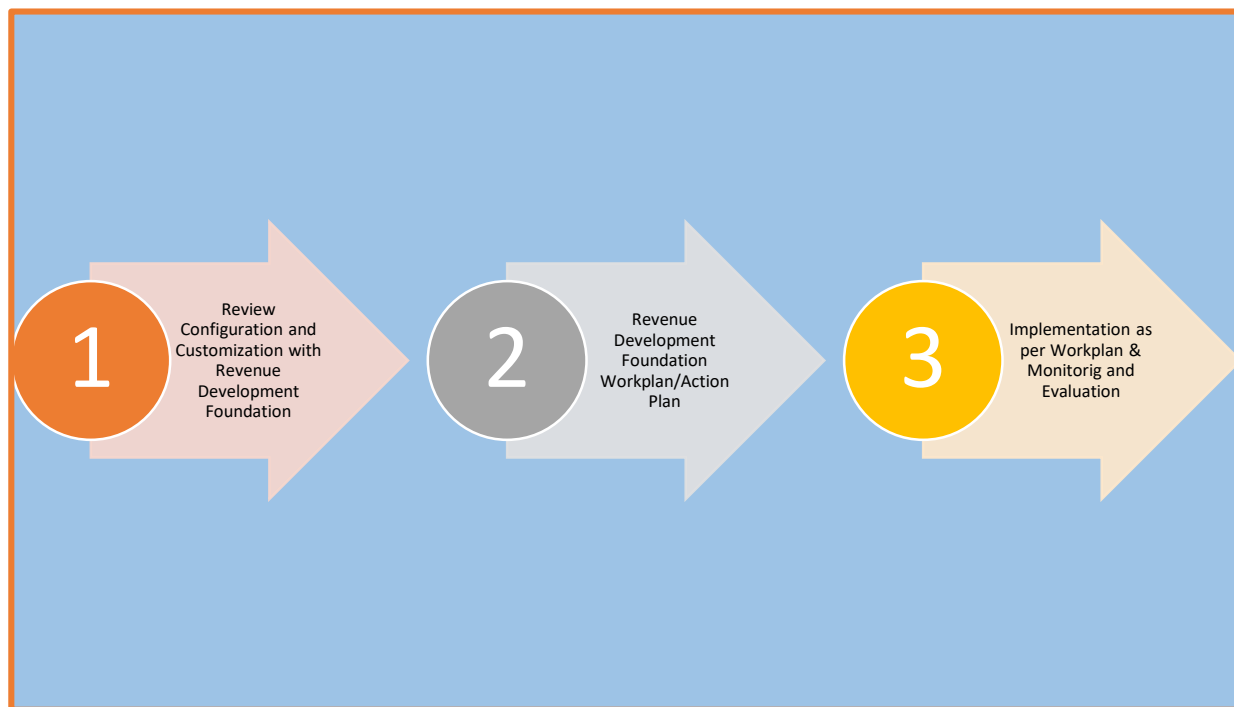 1
Review
Configuration and
Customization with
Revenue
Development
Foundation
2
Revenue
Development
Foundation
Workplan/Action
Plan
3
Implementation as
per Workplan &
Monitorig and
Evaluation